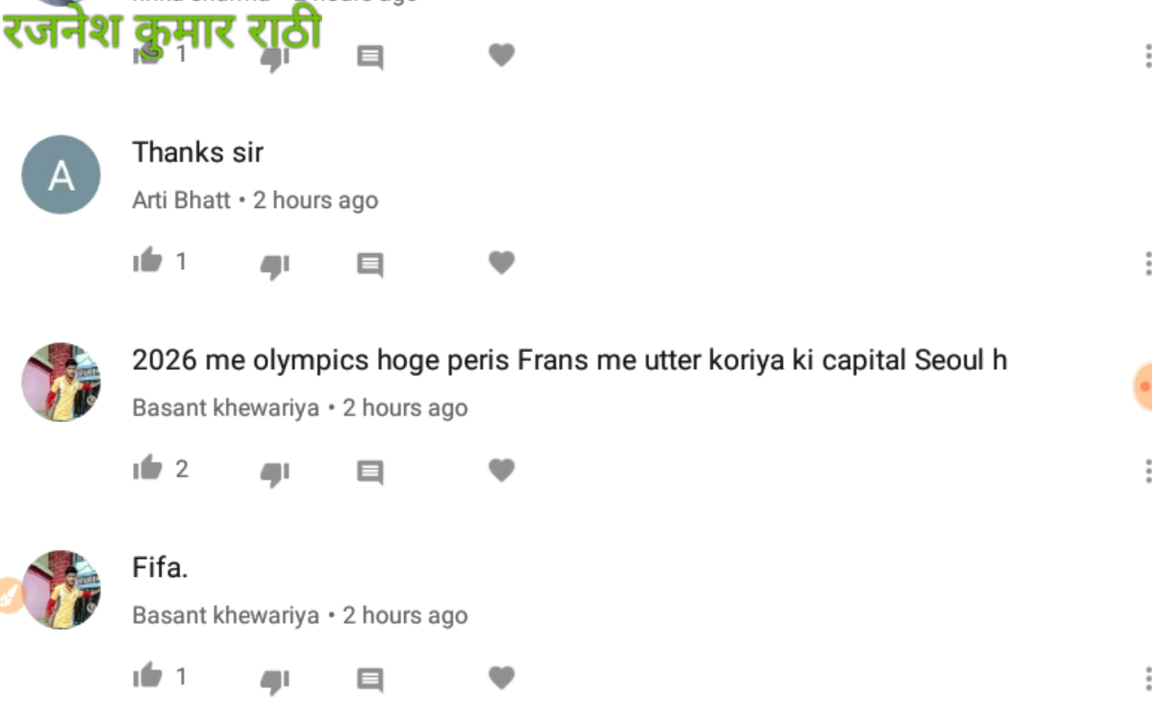 रजनेश कुमार राठी
1
A
Thanks sir
Arti Bhatt • 2 hours ago
1
2026 me olympics hoge peris Frans me utter koriya ki capital Seoul h
Basant khewariya • 2 hours ago
2
Fifa.
Basant khewariya • 2 hours ago
1